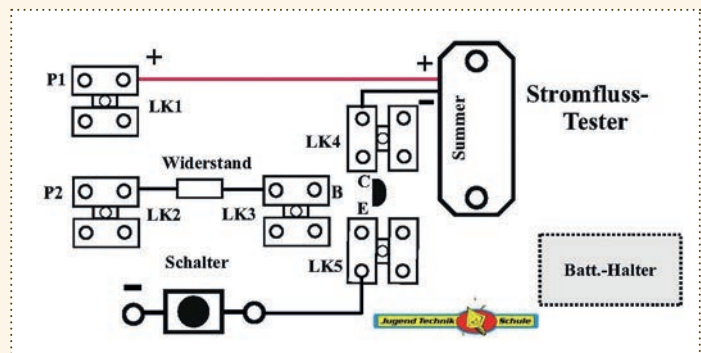 P1
+
LK1
+
−
Summer
Stromfluss-
Tester
LK4
Widerstand
P2
LK2
LK3
B
C
E
Schalter
LK5
−
Batt.-Halter
Jugend Technik Schule